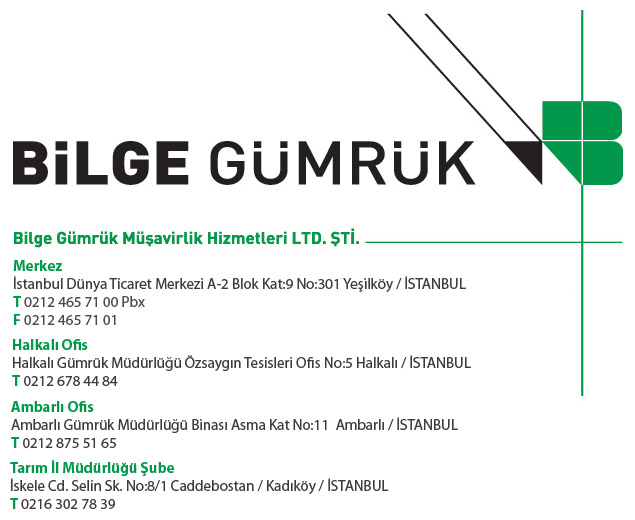 BİLGE GÜMRÜK
B
Bilge Gümrük Müşavirlik Hizmetleri LTD. ŞTİ.
Merkez
İstanbul Dünya Ticaret Merkezi A-2 Blok Kat:9 No:301 Yeşilköy / İSTANBUL
T 0212 465 71 00 Pbx
F 0212 465 71 01
Halkalı Ofis
Halkalı Gümrük Müdürlüğü Özsaygın Tesisleri Ofis No:5 Halkalı / İSTANBUL
T 0212 678 44 84
Ambarlı Ofis
Ambarlı Gümrük Müdürlüğü Binası Asma Kat No:11 Ambarlı / İSTANBUL
T 0212 875 51 65
Tarım İl Müdürlüğü Şube
İskele Cd. Selin Sk. No:8/1 Caddebostan / Kadıköy / İSTANBUL
T 0216 302 78 39